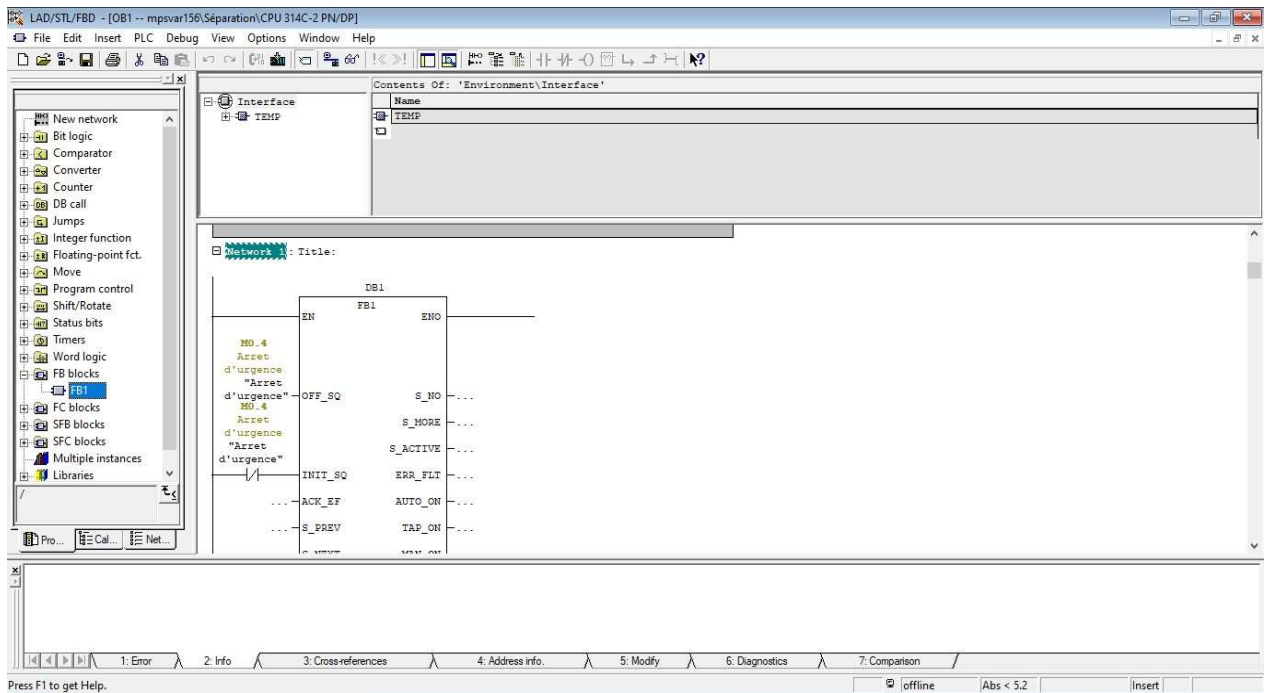 LAD/STL/FBD - [OB1 -- mpsvar156\Séparation\CPU 314C-2 PN/DP]
File Edit Insert PLC Debug View Options Window Help
Contents Of: 'Environment\Interface'
Interface
TEMP
Name
TEMP
New network
Bit logic
Comparator
Converter
Counter
DB call
Jumps
Integer function
Floating-point fct.
Move
Program control
Shift/Rotate
Status bits
Timers
Word logic
FB blocks
FB1
FC blocks
SFB blocks
SFC blocks
Multiple instances
Libraries
/
Pro... Cal... Net...
Network 1: Title:
DB1
FB1
EN ENO
M0.4
Arret
d'urgence
"Arret
d'urgence" OFF_SQ S_NO ...
M0.4
Arret S_MORE ...
d'urgence
"Arret S_ACTIVE ...
d'urgence"
INIT_SQ ERR_FLT ...
... ACK_EF AUTO_ON ...
... S_PREV TAP_ON ...
S_NEXT MAN_ON
1: Error 2: Info 3: Cross-references 4: Address info. 5: Modify 6: Diagnostics 7: Comparison
Press F1 to get Help. offline Abs < 5.2 Insert